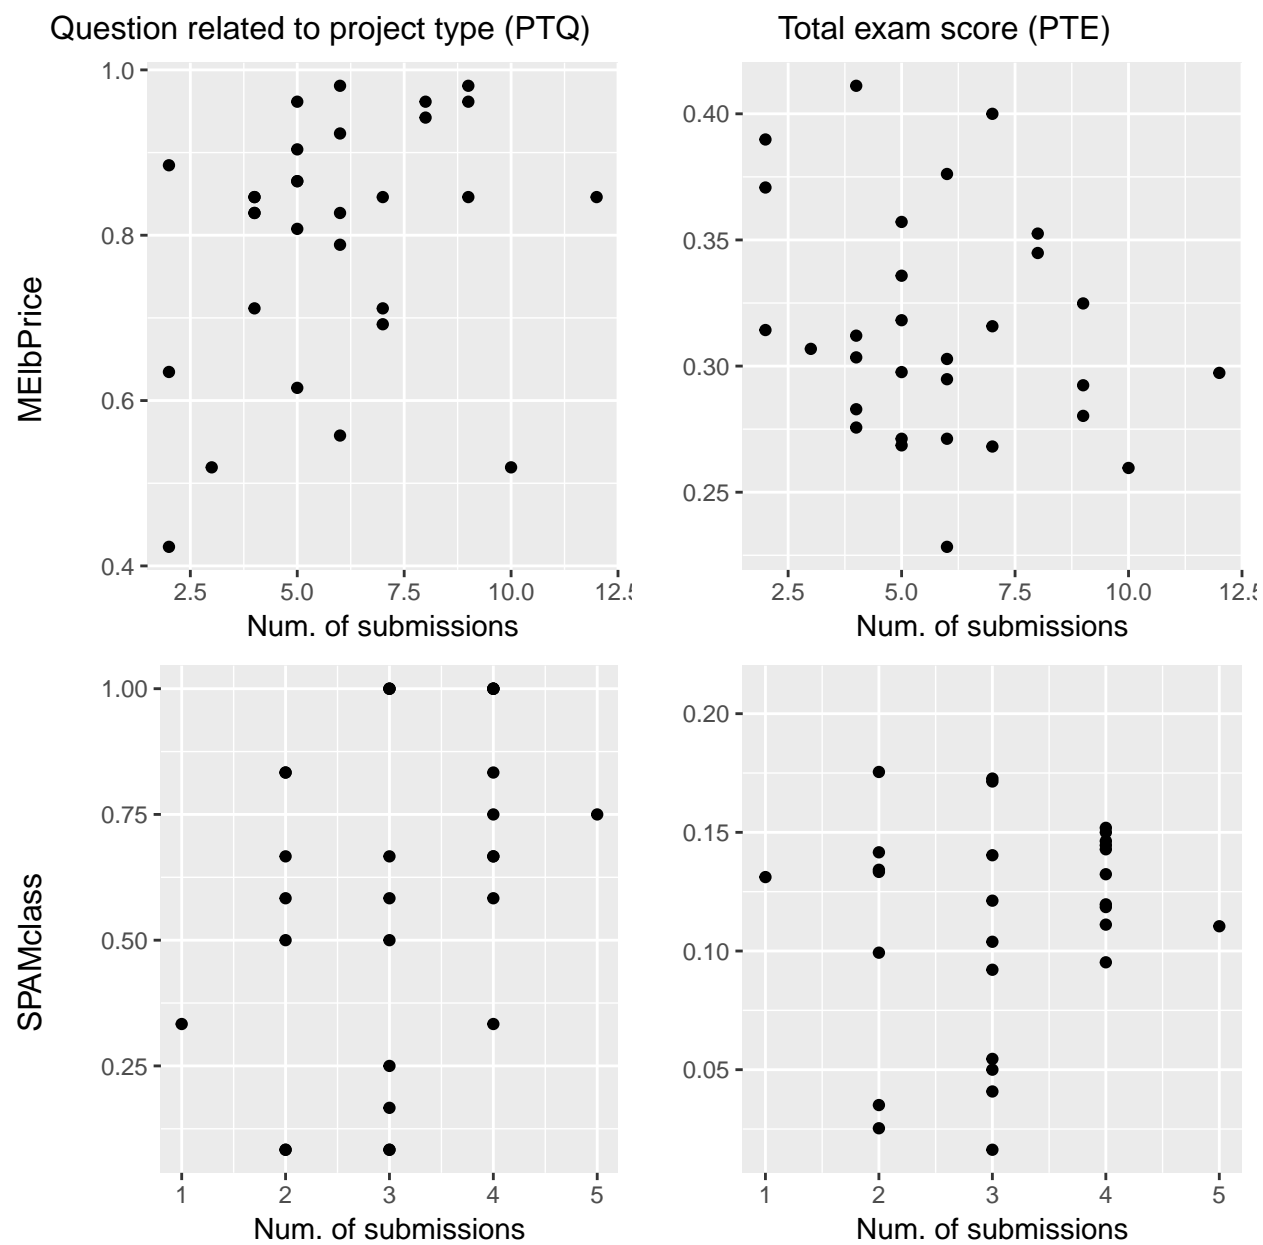 Question related to project type (PTQ)
Total exam score (PTE)
MElbPrice
1.0
0.8
0.6
0.4
2.5 5.0 7.5 10.0 12.5
Num. of submissions
0.40
0.35
0.30
0.25
2.5 5.0 7.5 10.0 12.5
Num. of submissions
SPAMclass
1.00
0.75
0.50
0.25
1 2 3 4 5
Num. of submissions
0.20
0.15
0.10
0.05
1 2 3 4 5
Num. of submissions